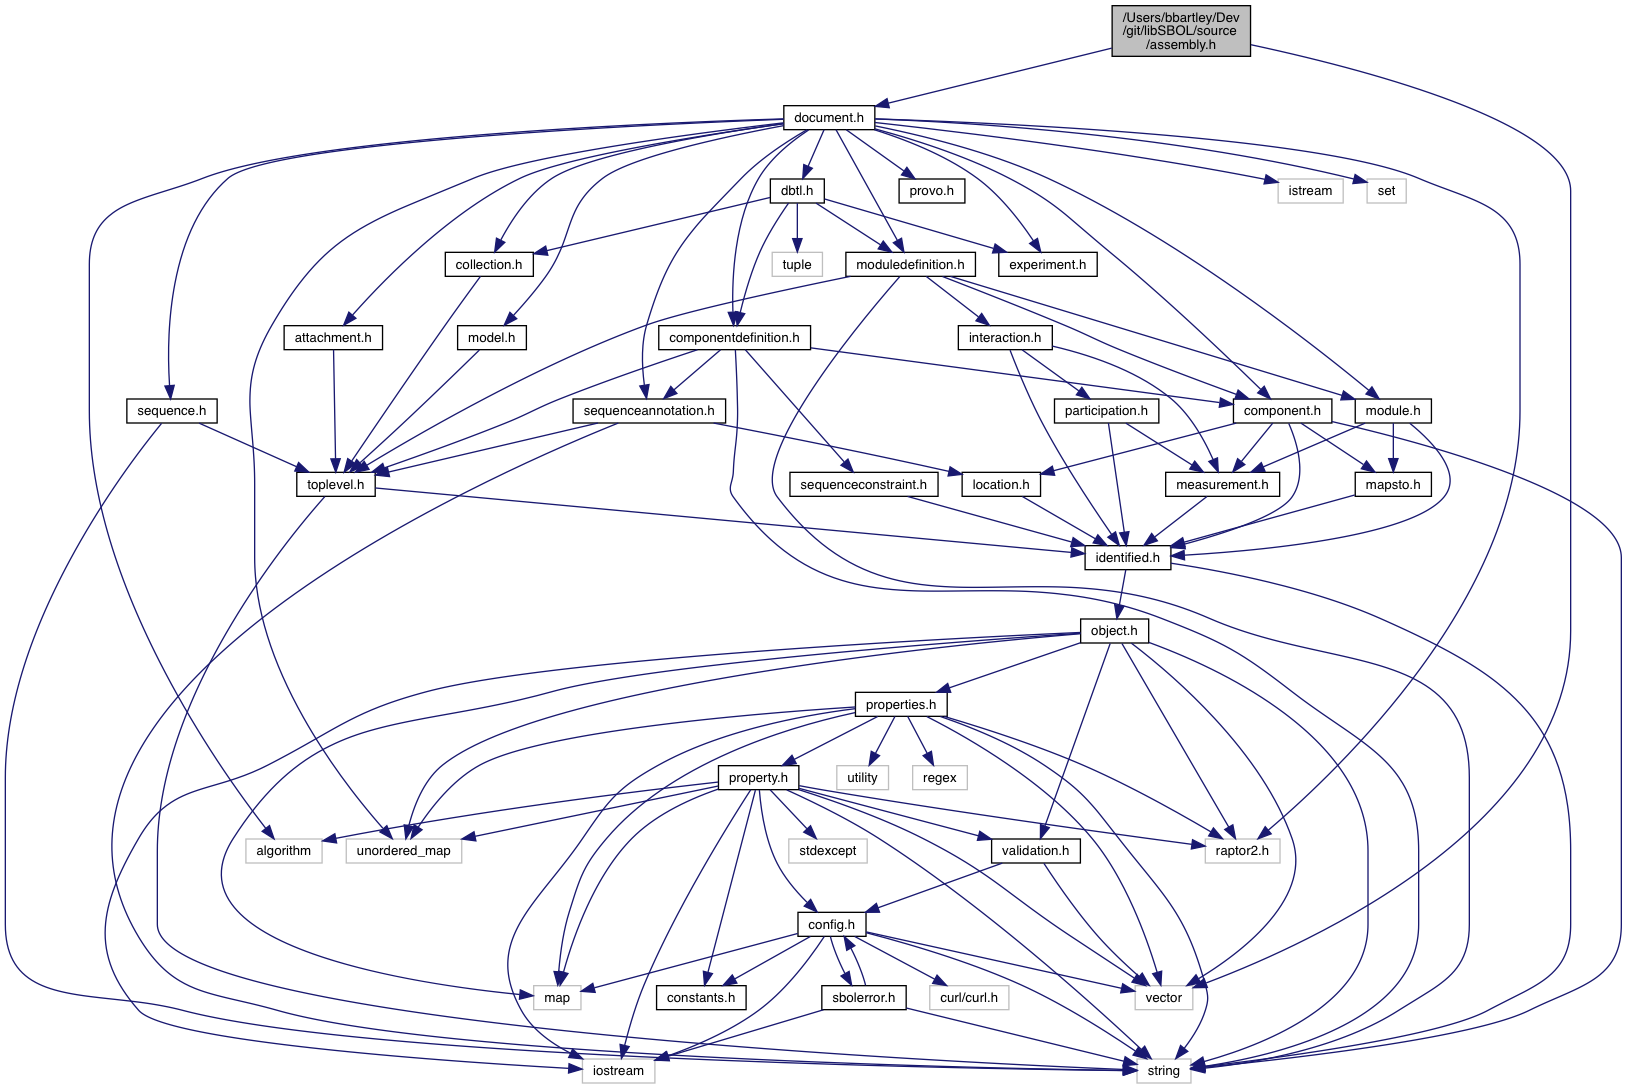 /Users/bbartley/Dev
/git/libSBOL/source
/assembly.h
document.h
dbtl.h
provo.h
istream
set
collection.h
tuple
moduledefinition.h
experiment.h
attachment.h
model.h
componentdefinition.h
interaction.h
sequence.h
sequenceannotation.h
participation.h
component.h
module.h
toplevel.h
sequenceconstraint.h
location.h
measurement.h
mapsto.h
identified.h
object.h
properties.h
property.h
utility
regex
algorithm
unordered_map
stdexcept
validation.h
raptor2.h
config.h
map
constants.h
sbolerror.h
curl/curl.h
vector
iostream
string